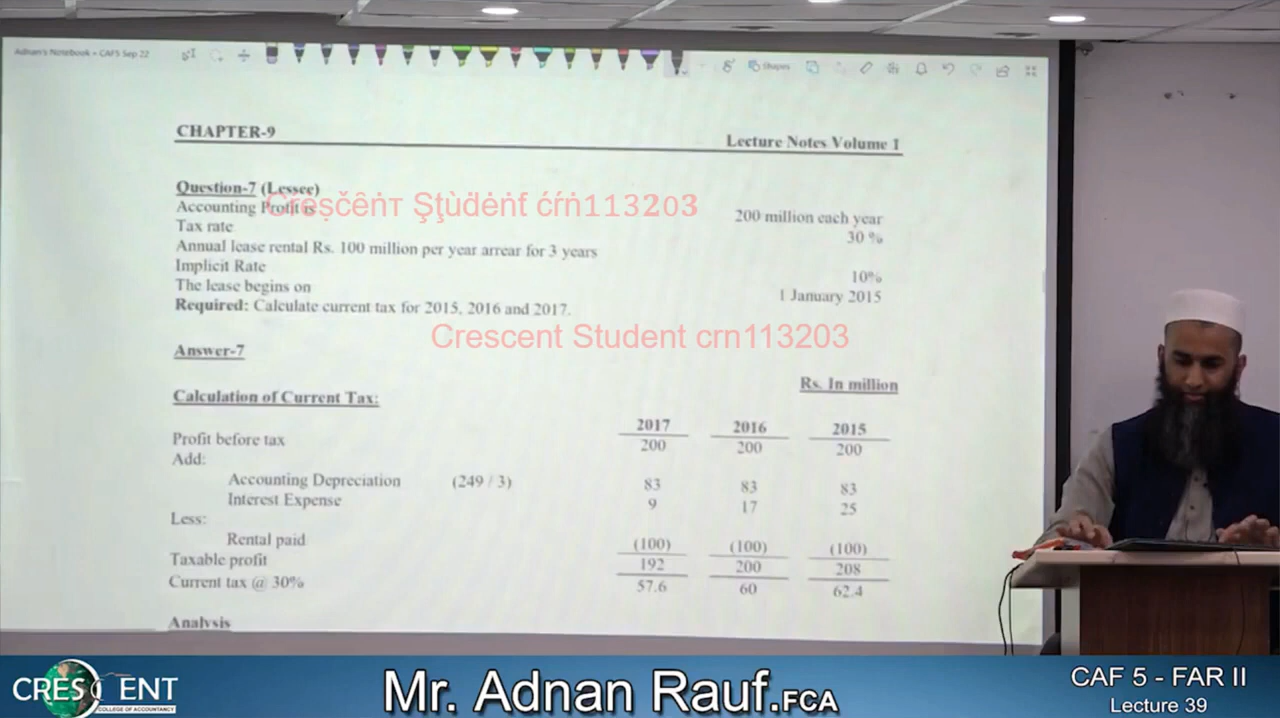 Adnan's Notebook » CAF5 Sep 22
Shapes
CHAPTER-9 Lecture Notes Volume 1
Question-7 (Lessee)
Accounting Profit is 200 million each year
Crescent Student crn113203
Tax rate 30 %
Annual lease rental Rs. 100 million per year arrear for 3 years
Implicit Rate 10%
The lease begins on 1 January 2015
Required: Calculate current tax for 2015, 2016 and 2017.
Crescent Student crn113203
Answer-7
Rs. In million
Calculation of Current Tax:
2017 2016 2015
Profit before tax 200 200 200
Add:
Accounting Depreciation (249 / 3) 83 83 83
Interest Expense 9 17 25
Less:
Rental paid (100) (100) (100)
Taxable profit 192 200 208
Current tax @ 30% 57.6 60 62.4
Analysis
CRESCENT
COLLEGE OF ACCOUNTANCY
Mr. Adnan Rauf.FCA
CAF 5 - FAR II
Lecture 39